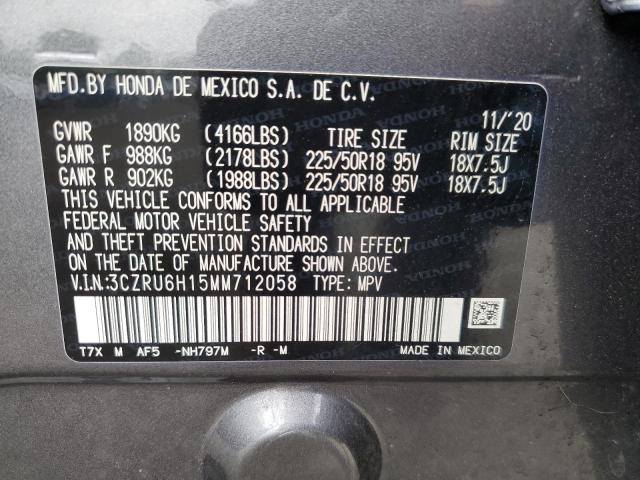 MFD.BY HONDA DE MEXICO S.A. DE C.V.
11/'20
GVWR 1890KG (4166LBS) TIRE SIZE RIM SIZE
GAWR F 988KG (2178LBS) 225/50R18 95V 18X7.5J
GAWR R 902KG (1988LBS) 225/50R18 95V 18X7.5J
THIS VEHICLE CONFORMS TO ALL APPLICABLE
FEDERAL MOTOR VEHICLE SAFETY
AND THEFT PREVENTION STANDARDS IN EFFECT
ON THE DATE OF MANUFACTURE SHOWN ABOVE.
V.I.N:3CZRU6H15MM712058 TYPE: MPV
T7X M AF5 -NH797M -R -M MADE IN MEXICO